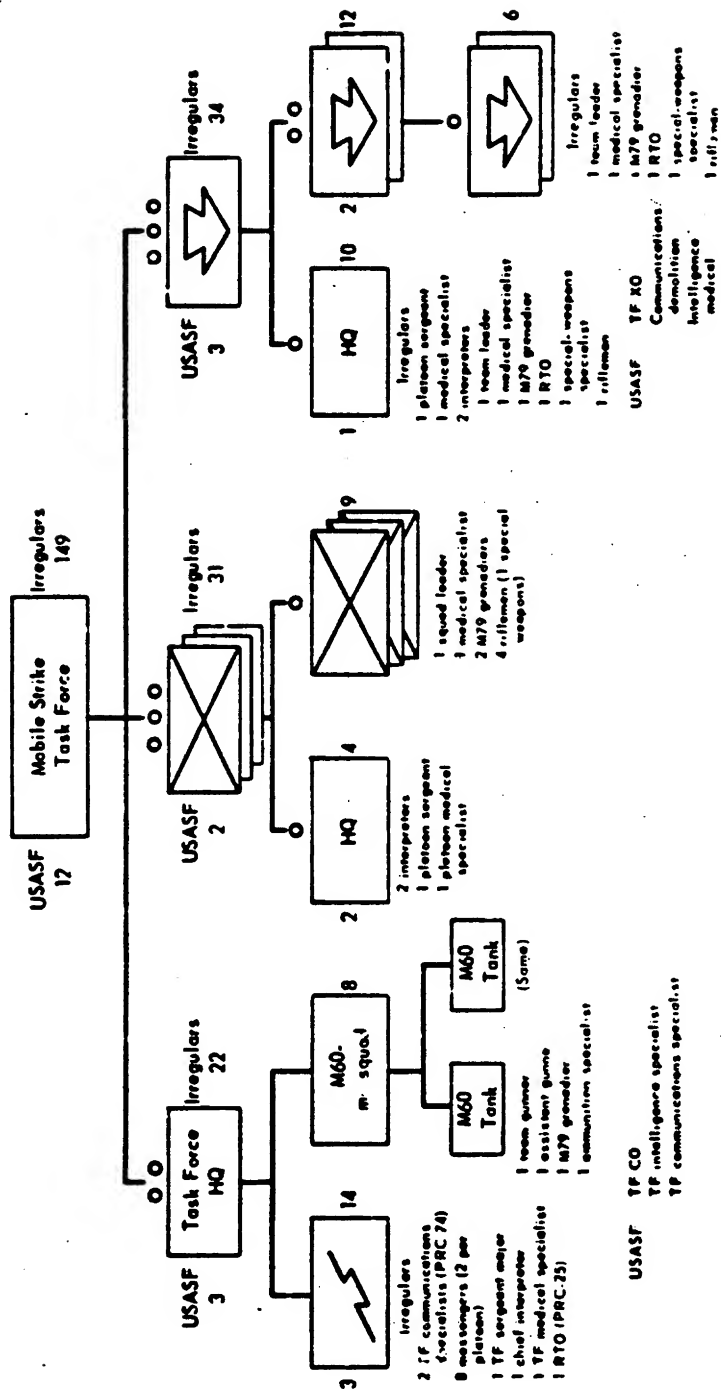 Mobile Strike
Task Force
USASF
12
Irregulars
149
USASF
3
Task Force
HQ
Irregulars
22
3
14
Irregulars
2 TF communications
specialists (PRC 74)
8 messengers (2 per
platoon)
1 TF sergeant major
1 chief interpreter
1 TF medical specialist
1 RTO (PRC-25)
M60-
squad
8
M60
Tank
M60
Tank
(Same)
1 team gunner
1 assistant gunne
1 M79 grenadier
1 ammunition specialist
USASF TF CO
TF intelligence specialist
TF communications specialist
USASF
2
Irregulars
31
HQ
2
4
2 interpreters
1 platoon sergeant
1 platoon medical
specialist
9
1 squad leader
1 medical specialist
2 M79 grenadiers
4 riflemen (1 special
weapons)
USASF
3
Irregulars
34
HQ
1
10
Irregulars
1 platoon sergeant
1 medical specialist
2 interpreters
1 team leader
1 medical specialist
1 M79 grenadier
1 RTO
1 special-weapons
specialist
1 rifleman
2
12
6
Irregulars
1 team leader
1 medical specialist
M79 grenadier
1 RTO
1 special-weapons
specialist
1 rifleman
USASF TF XO
Communications/
demolition
Intelligence
medical